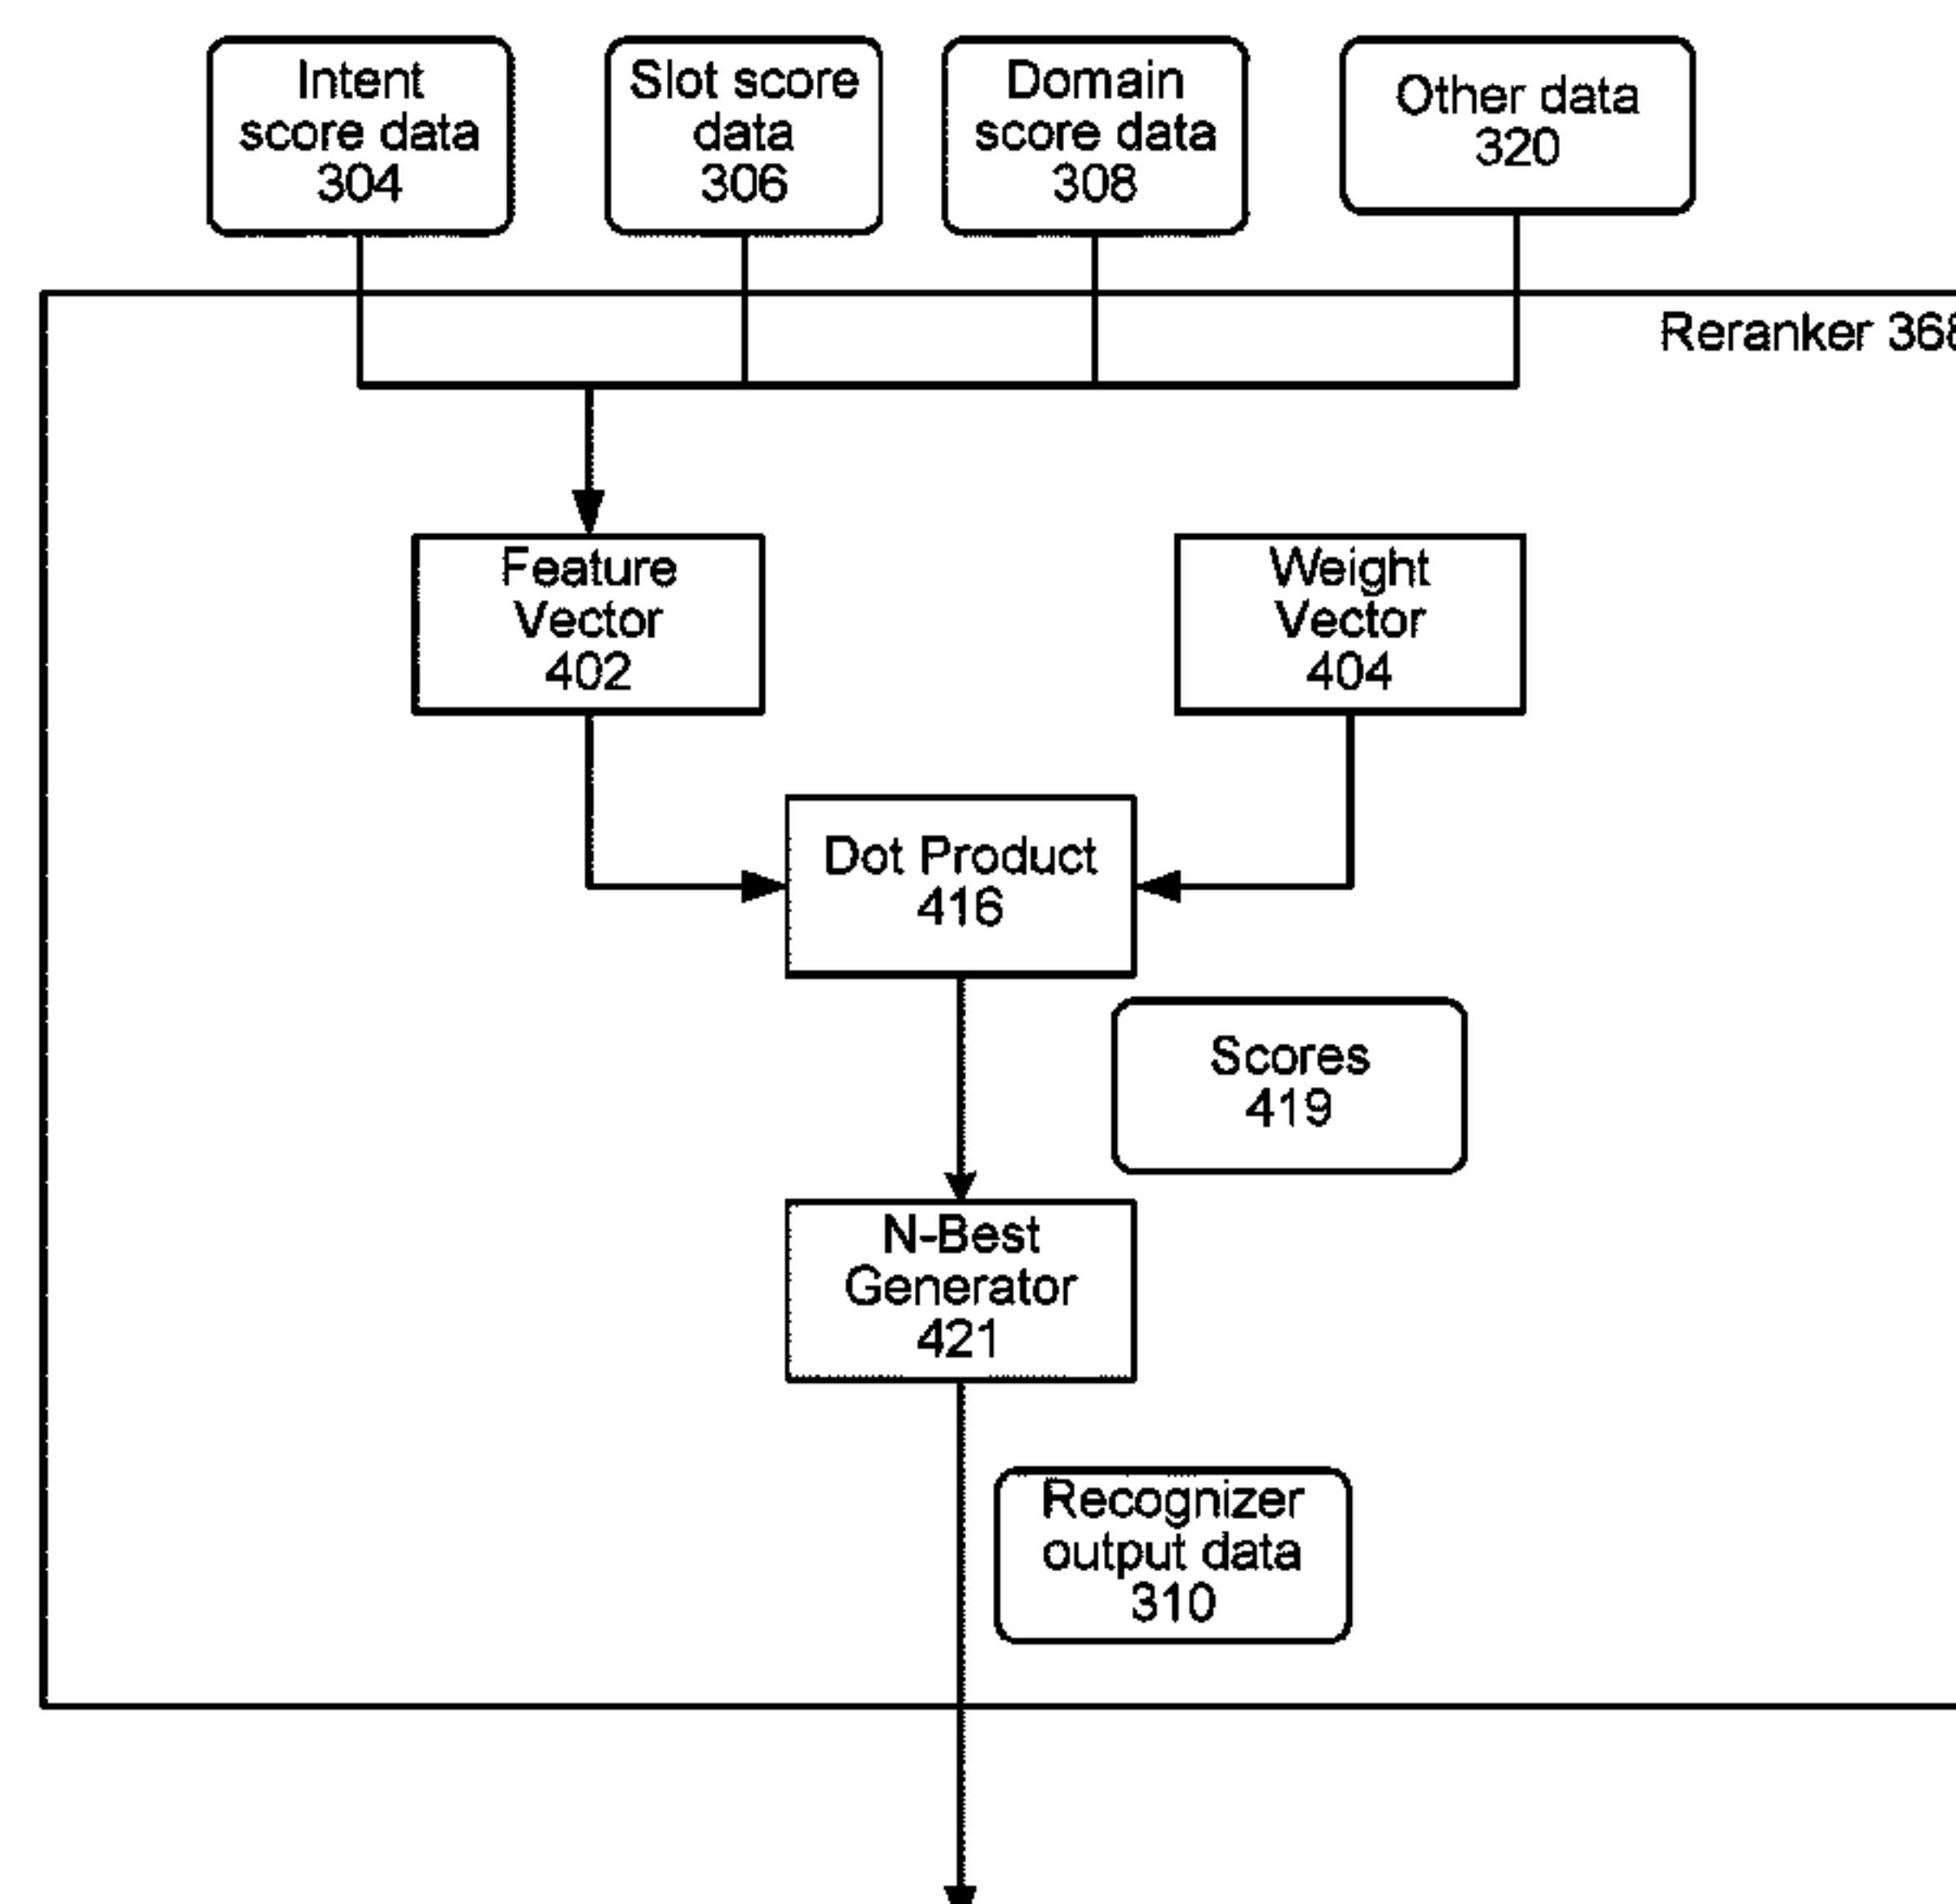 Intent
score data
304
Slot score
data
306
Domain
score data
308
Other data
320
Reranker 368
Feature
Vector
402
Weight
Vector
404
Dot Product
416
Scores
419
N-Best
Generator
421
Recognizer
output data
310